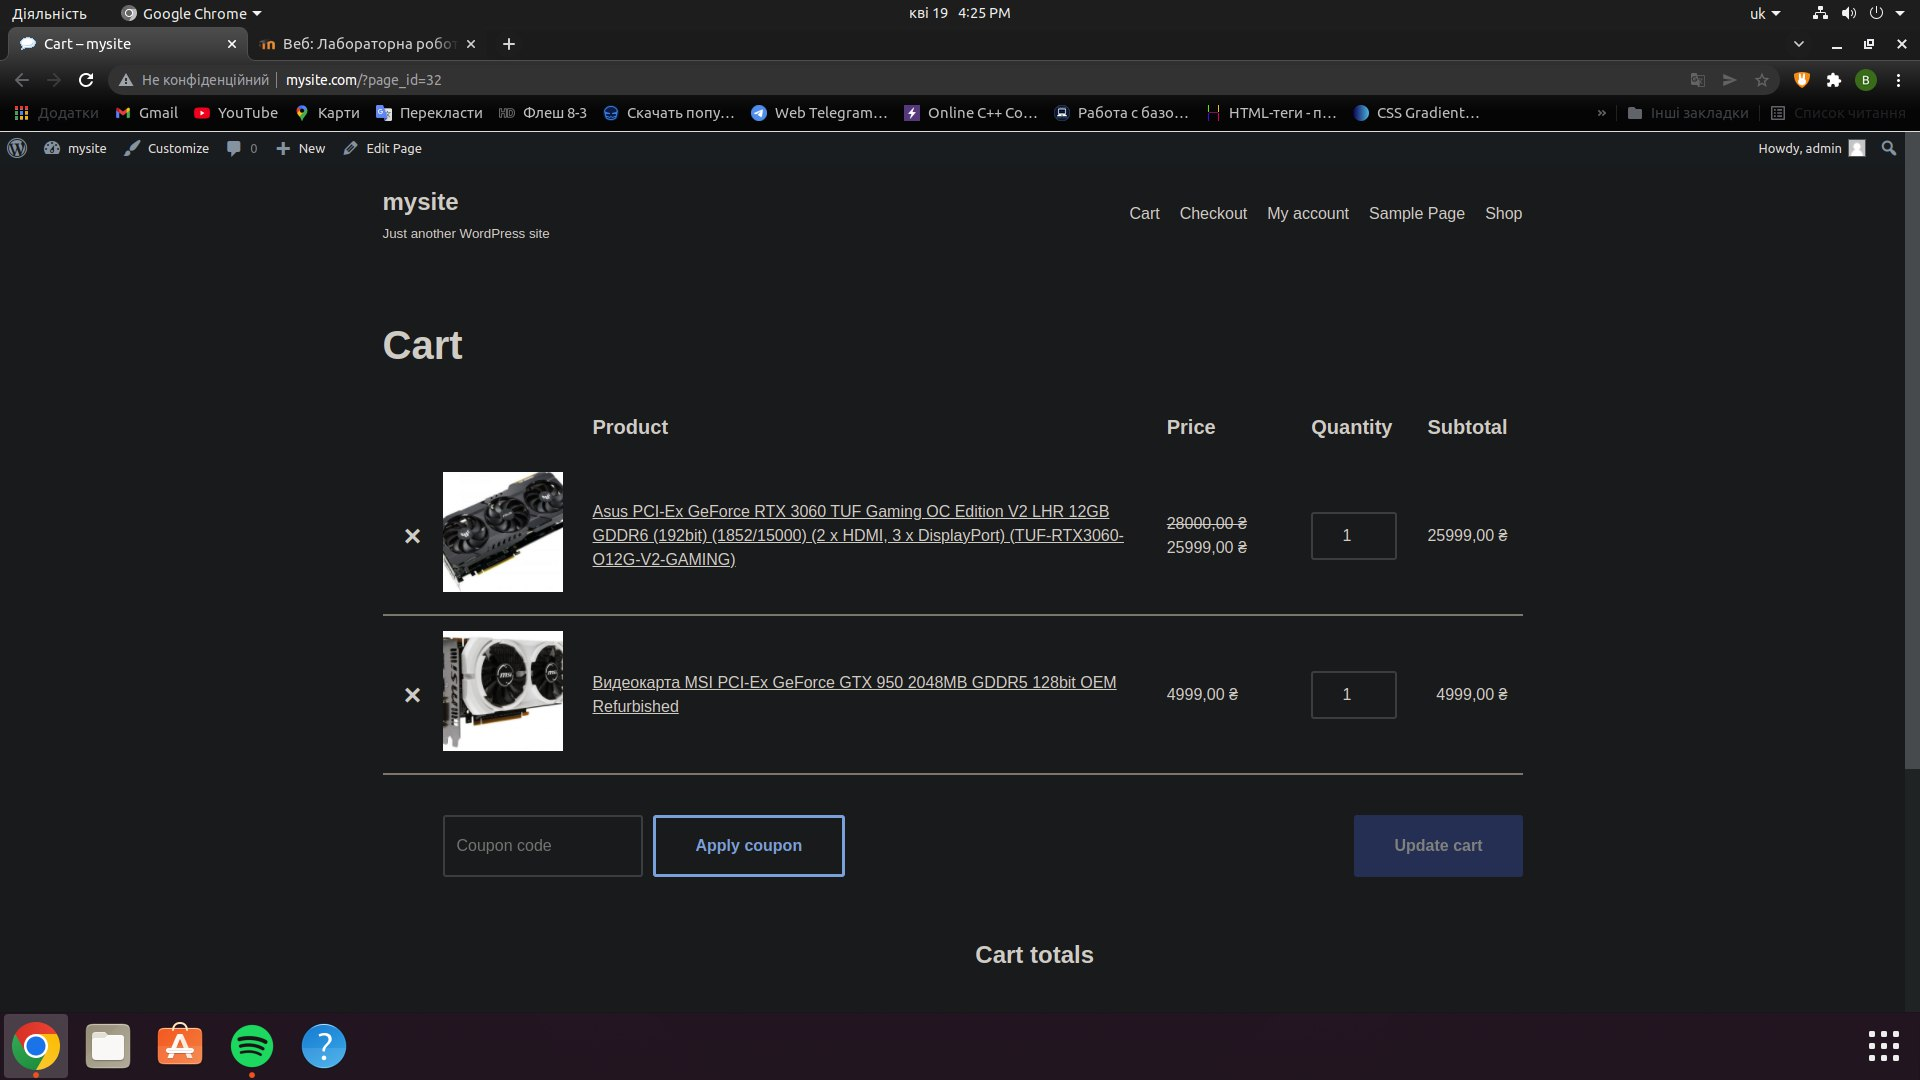 Діяльність
Google Chrome
кві 19 4:25 PM
uk
Cart – mysite
Веб: Лабораторна робот
Не конфіденційний
mysite.com/?page_id=32
B
Додатки
Gmail
YouTube
Карти
Перекласти
HD Флеш 8-3
Скачать попу...
Web Telegram...
Online C++ Co...
Работа с базо...
HTML-теги - п...
CSS Gradient...
»
Інші закладки
Список читання
mysite
Customize
0
New
Edit Page
Howdy, admin
mysite
Just another WordPress site
Cart
Checkout
My account
Sample Page
Shop
Cart
Product
Price
Quantity
Subtotal
Asus PCI-Ex GeForce RTX 3060 TUF Gaming OC Edition V2 LHR 12GB
GDDR6 (192bit) (1852/15000) (2 x HDMI, 3 x DisplayPort) (TUF-RTX3060-
O12G-V2-GAMING)
28000,00 ₴
25999,00 ₴
1
25999,00 ₴
Видеокарта MSI PCI-Ex GeForce GTX 950 2048MB GDDR5 128bit OEM
Refurbished
4999,00 ₴
1
4999,00 ₴
Coupon code
Apply coupon
Update cart
Cart totals